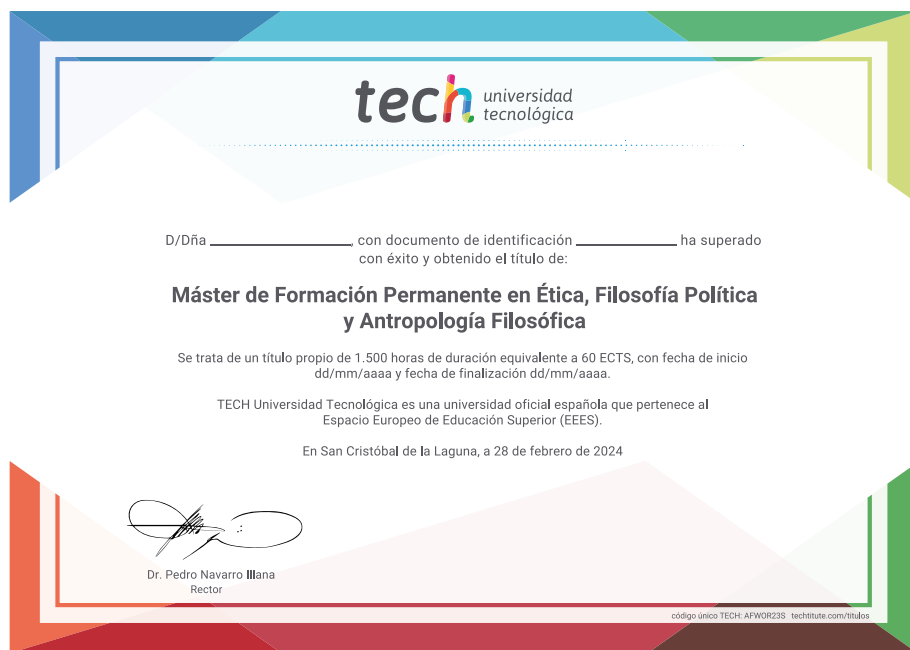 tech universidad
tecnológica
D/Dña ______________, con documento de identificación __________ ha superado
con éxito y obtenido el título de:
Máster de Formación Permanente en Ética, Filosofía Política
y Antropología Filosófica
Se trata de un título propio de 1.500 horas de duración equivalente a 60 ECTS, con fecha de inicio
dd/mm/aaaa y fecha de finalización dd/mm/aaaa.
TECH Universidad Tecnológica es una universidad oficial española que pertenece al
Espacio Europeo de Educación Superior (EEES).
En San Cristóbal de la Laguna, a 28 de febrero de 2024
Dr. Pedro Navarro Illana
Rector
código único TECH: AFWOR23S techtitute.com/titulos